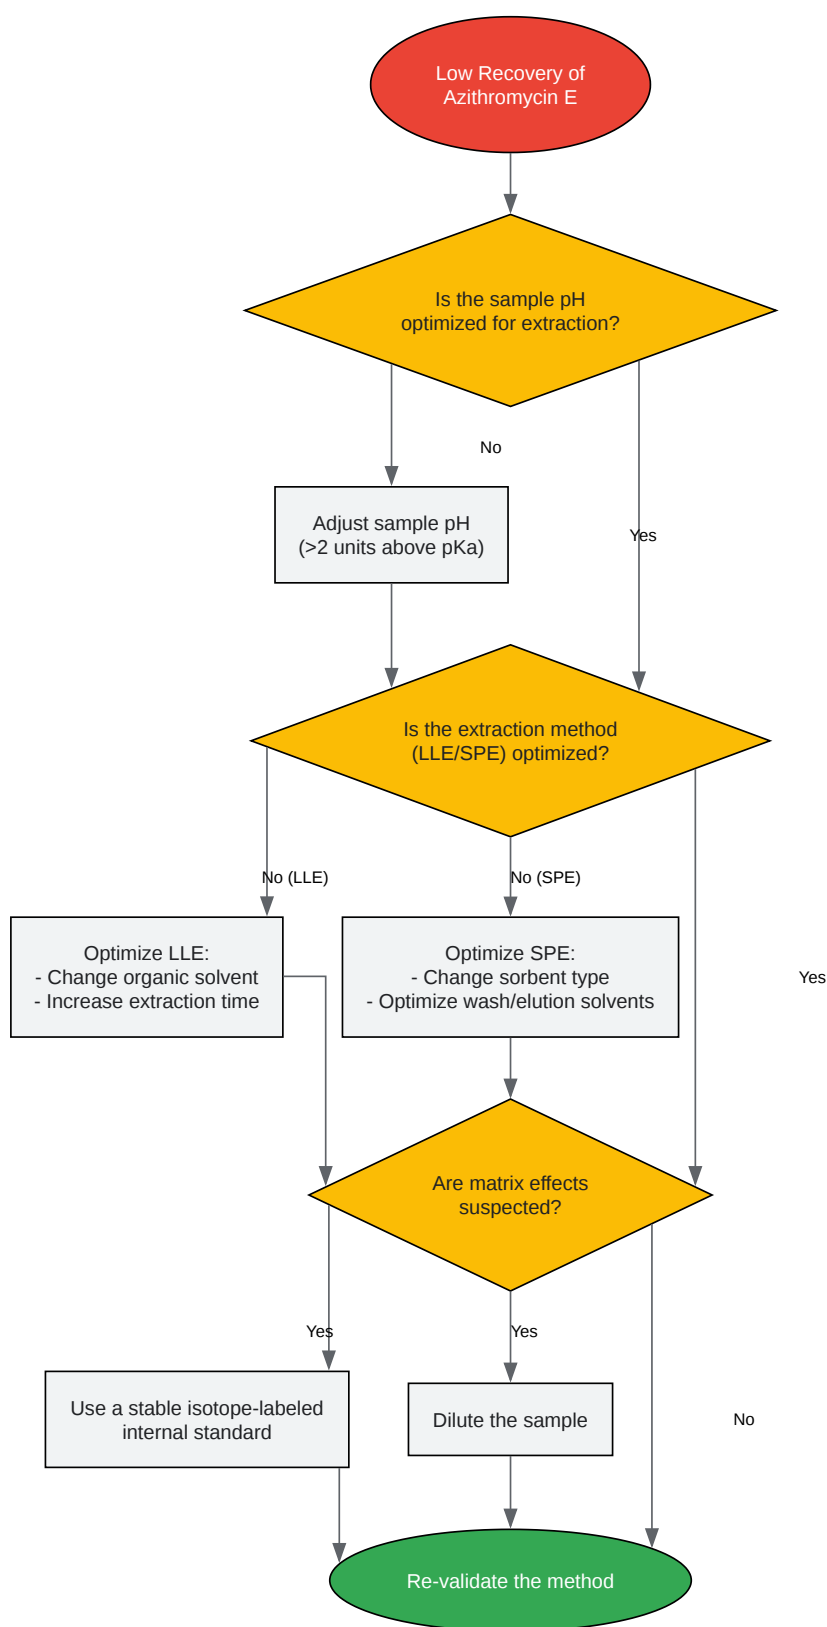 Low Recovery of
Azithromycin E
Is the sample pH
optimized for extraction?
No
Adjust sample pH
(>2 units above pKa)
Yes
Is the extraction method
(LLE/SPE) optimized?
No (LLE)
No (SPE)
Optimize LLE:
- Change organic solvent
- Increase extraction time
Optimize SPE:
- Change sorbent type
- Optimize wash/elution solvents
Yes
Are matrix effects
suspected?
Yes
Yes
Use a stable isotope-labeled
internal standard
Dilute the sample
No
Re-validate the method